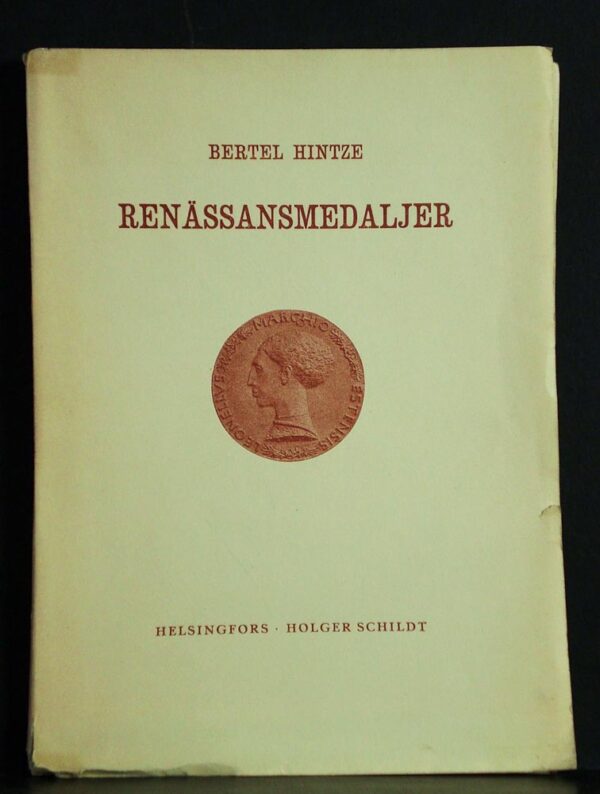 BERTEL HINTZE
RENÄSSANSMEDALJER
LEONELLVS MARCHIO ESTENSIS
HELSINGFORS · HOLGER SCHILDT